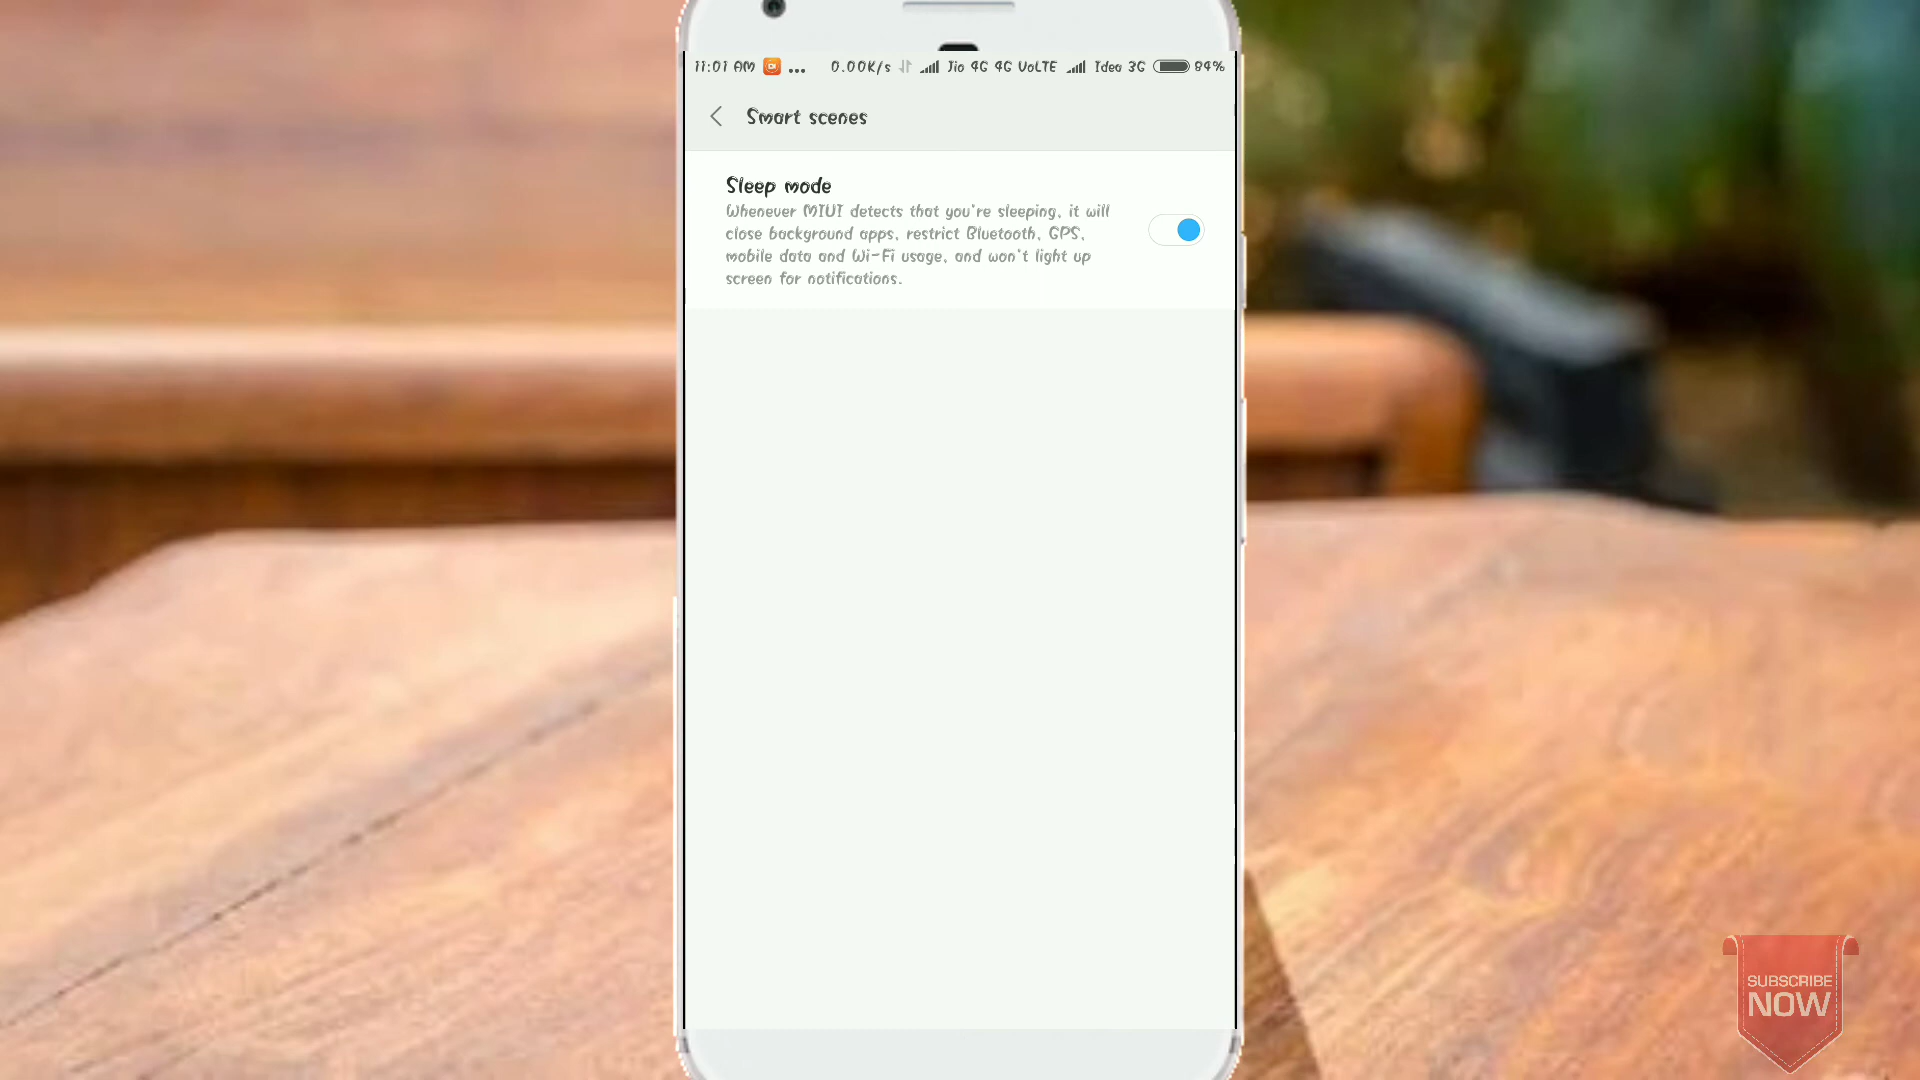 11:01 AM ... 0.00K/s Jio 4G 4G VoLTE Idea 3G 84%
Smart scenes
Sleep mode
Whenever MIUI detects that you're sleeping, it will
close background apps, restrict Bluetooth, GPS,
mobile data and Wi-Fi usage, and won't light up
screen for notifications.
SUBSCRIBE
NOW